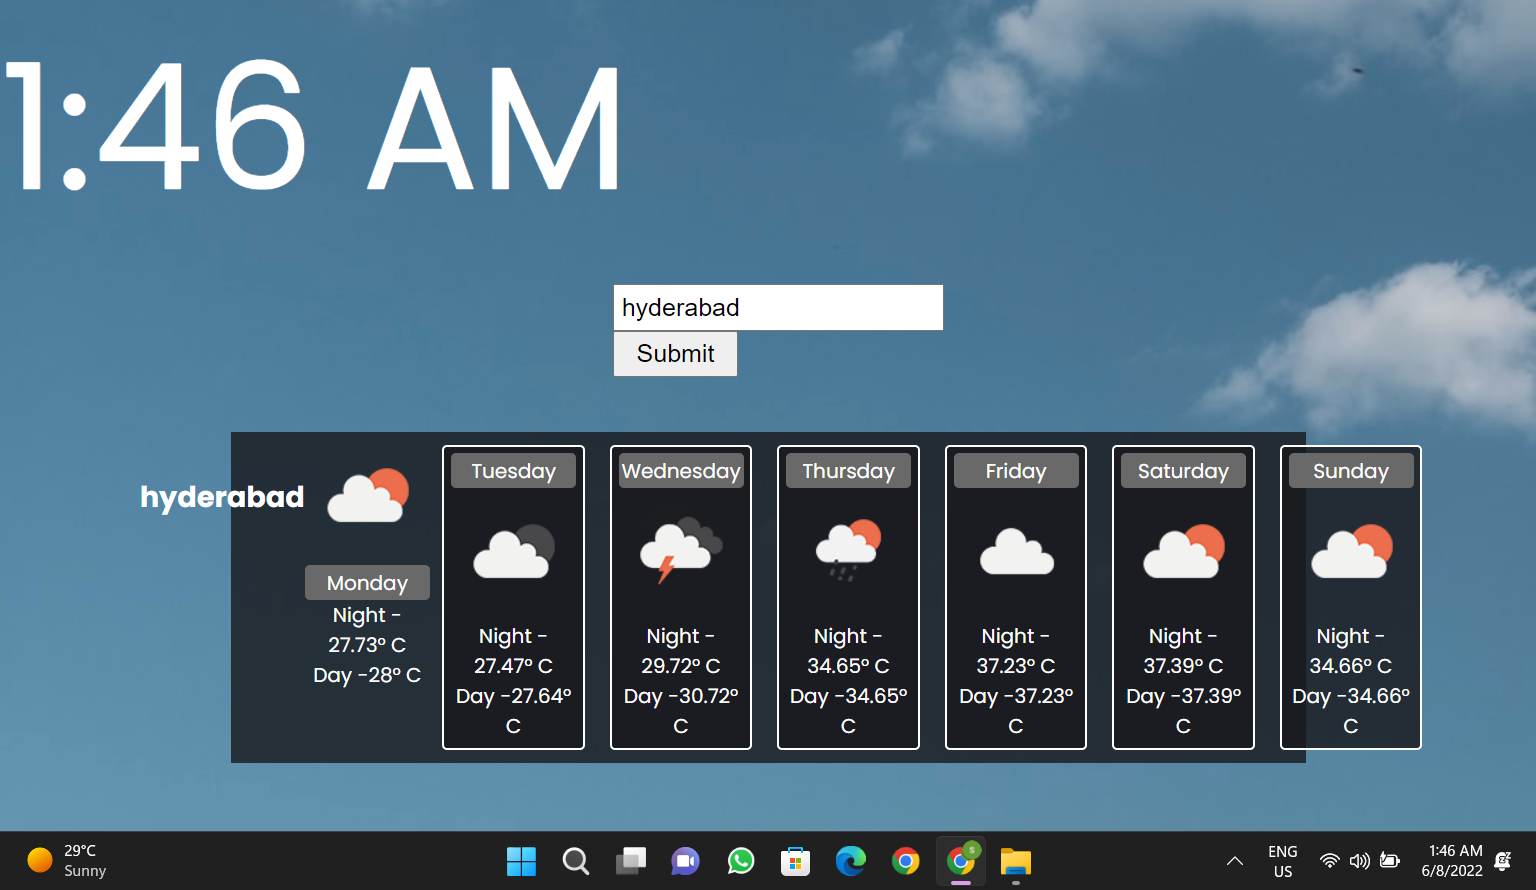 1:46 AM
hyderabad
Submit
hyderabad
Monday
Night -
27.73° C
Day -28° C
Tuesday
Night -
27.47° C
Day -27.64°
C
Wednesday
Night -
29.72° C
Day -30.72°
C
Thursday
Night -
34.65° C
Day -34.65°
C
Friday
Night -
37.23° C
Day -37.23°
C
Saturday
Night -
37.39° C
Day -37.39°
C
Sunday
Night -
34.66° C
Day -34.66°
C
29°C
Sunny
ENG
US
1:46 AM
6/8/2022